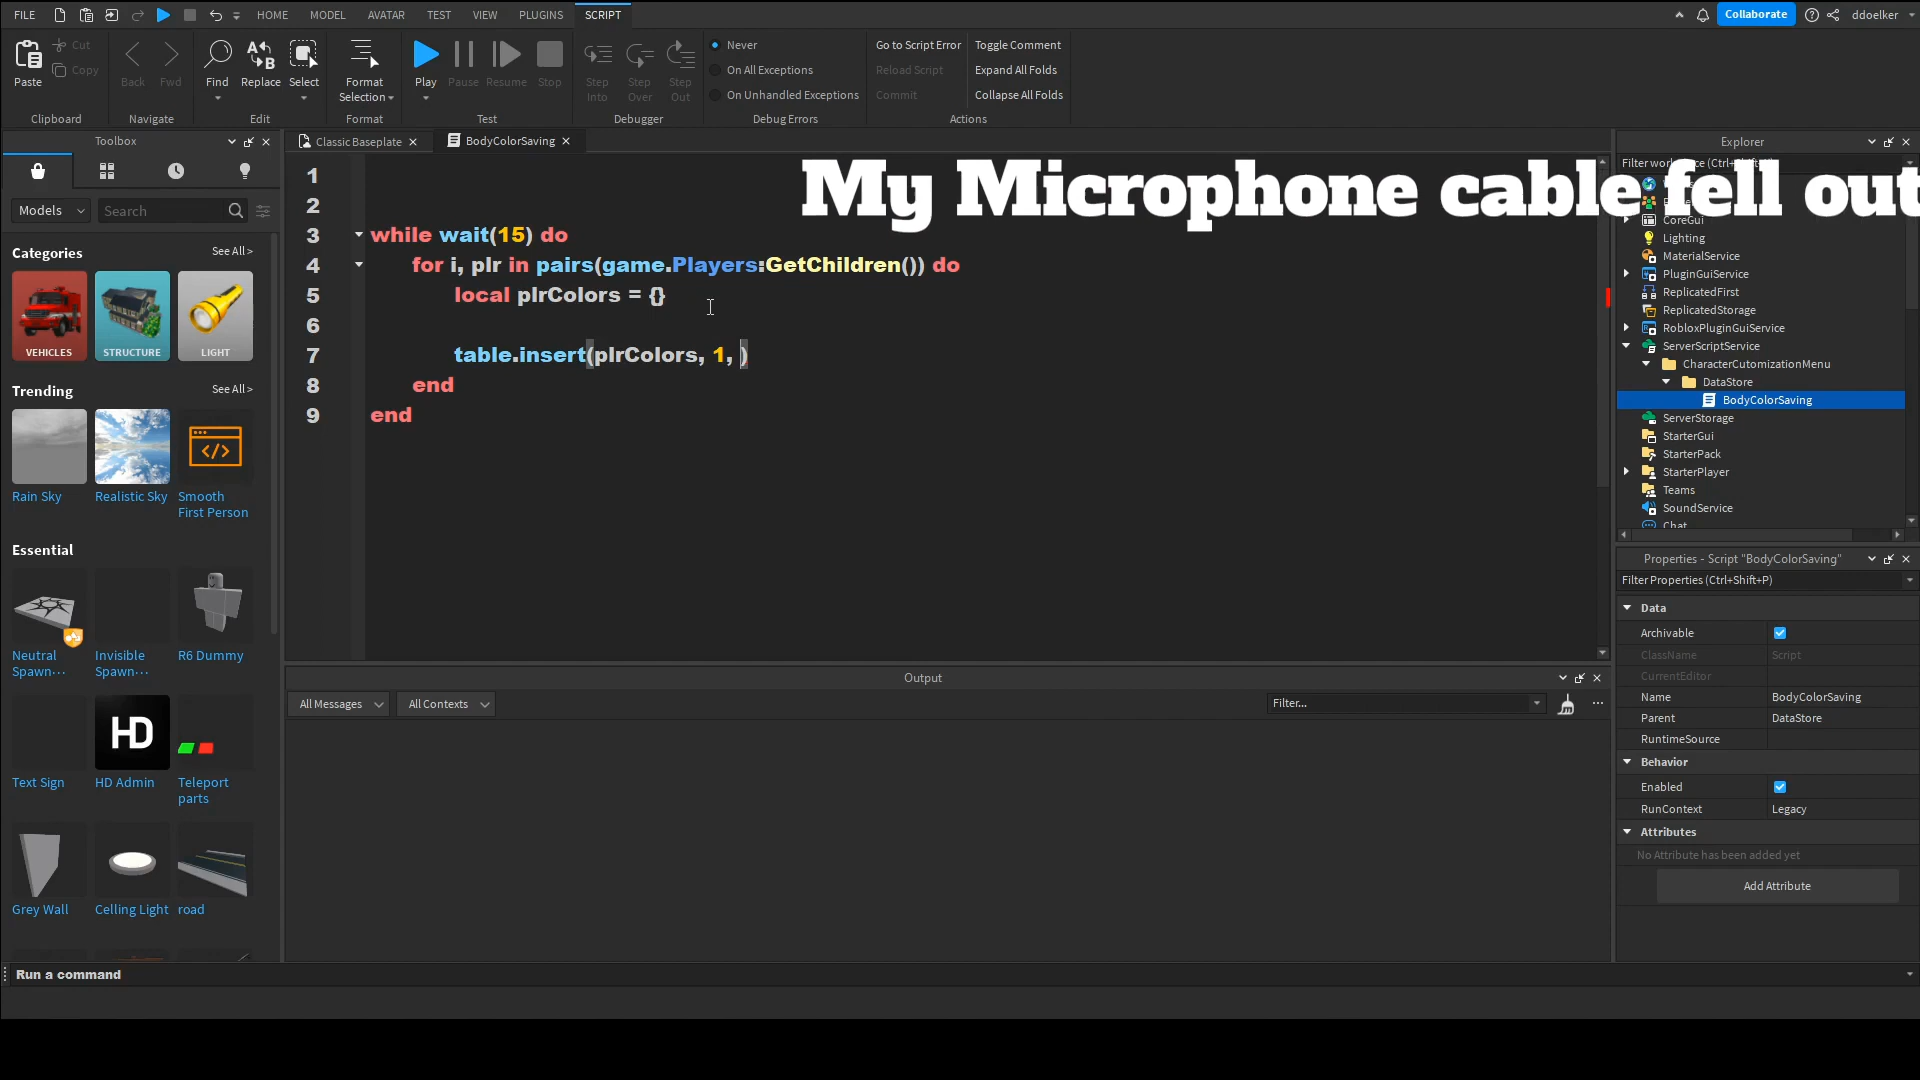 FILE HOME MODEL AVATAR TEST VIEW PLUGINS SCRIPT Collaborate ddoelker
Paste Cut Copy Back Fwd Find Replace Select Format Selection Play Pause Resume Stop Step Into Step Over Step Out
Never
On All Exceptions
On Unhandled Exceptions
Go to Script Error Toggle Comment
Reload Script Expand All Folds
Commit Collapse All Folds
Clipboard Navigate Edit Format Test Debugger Debug Errors Actions
Toolbox
Models Search
Categories See All >
VEHICLES STRUCTURE LIGHT
Trending See All >
Rain Sky Realistic Sky Smooth First Person
Essential
Neutral Spawn··· Invisible Spawn··· R6 Dummy
HD
Text Sign HD Admin Teleport parts
Grey Wall Celling Light road
Classic Baseplate BodyColorSaving
My Microphone cable fell out
1
2
3 while wait(15) do
4 for i, plr in pairs(game.Players:GetChildren()) do
5 local plrColors = {}
6
7 table.insert(plrColors, 1, )
8 end
9 end
Output
All Messages All Contexts Filter...
Explorer
CoreGui
Lighting
MaterialService
PluginGuiService
ReplicatedFirst
ReplicatedStorage
RobloxPluginGuiService
ServerScriptService
CharacterCutomizationMenu
DataStore
BodyColorSaving
ServerStorage
StarterGui
StarterPack
StarterPlayer
Teams
SoundService
Chat
Properties - Script "BodyColorSaving"
Filter Properties (Ctrl+Shift+P)
Data
Archivable
ClassName Script
CurrentEditor
Name BodyColorSaving
Parent DataStore
RuntimeSource
Behavior
Enabled
RunContext Legacy
Attributes
No Attribute has been added yet
Add Attribute
Run a command